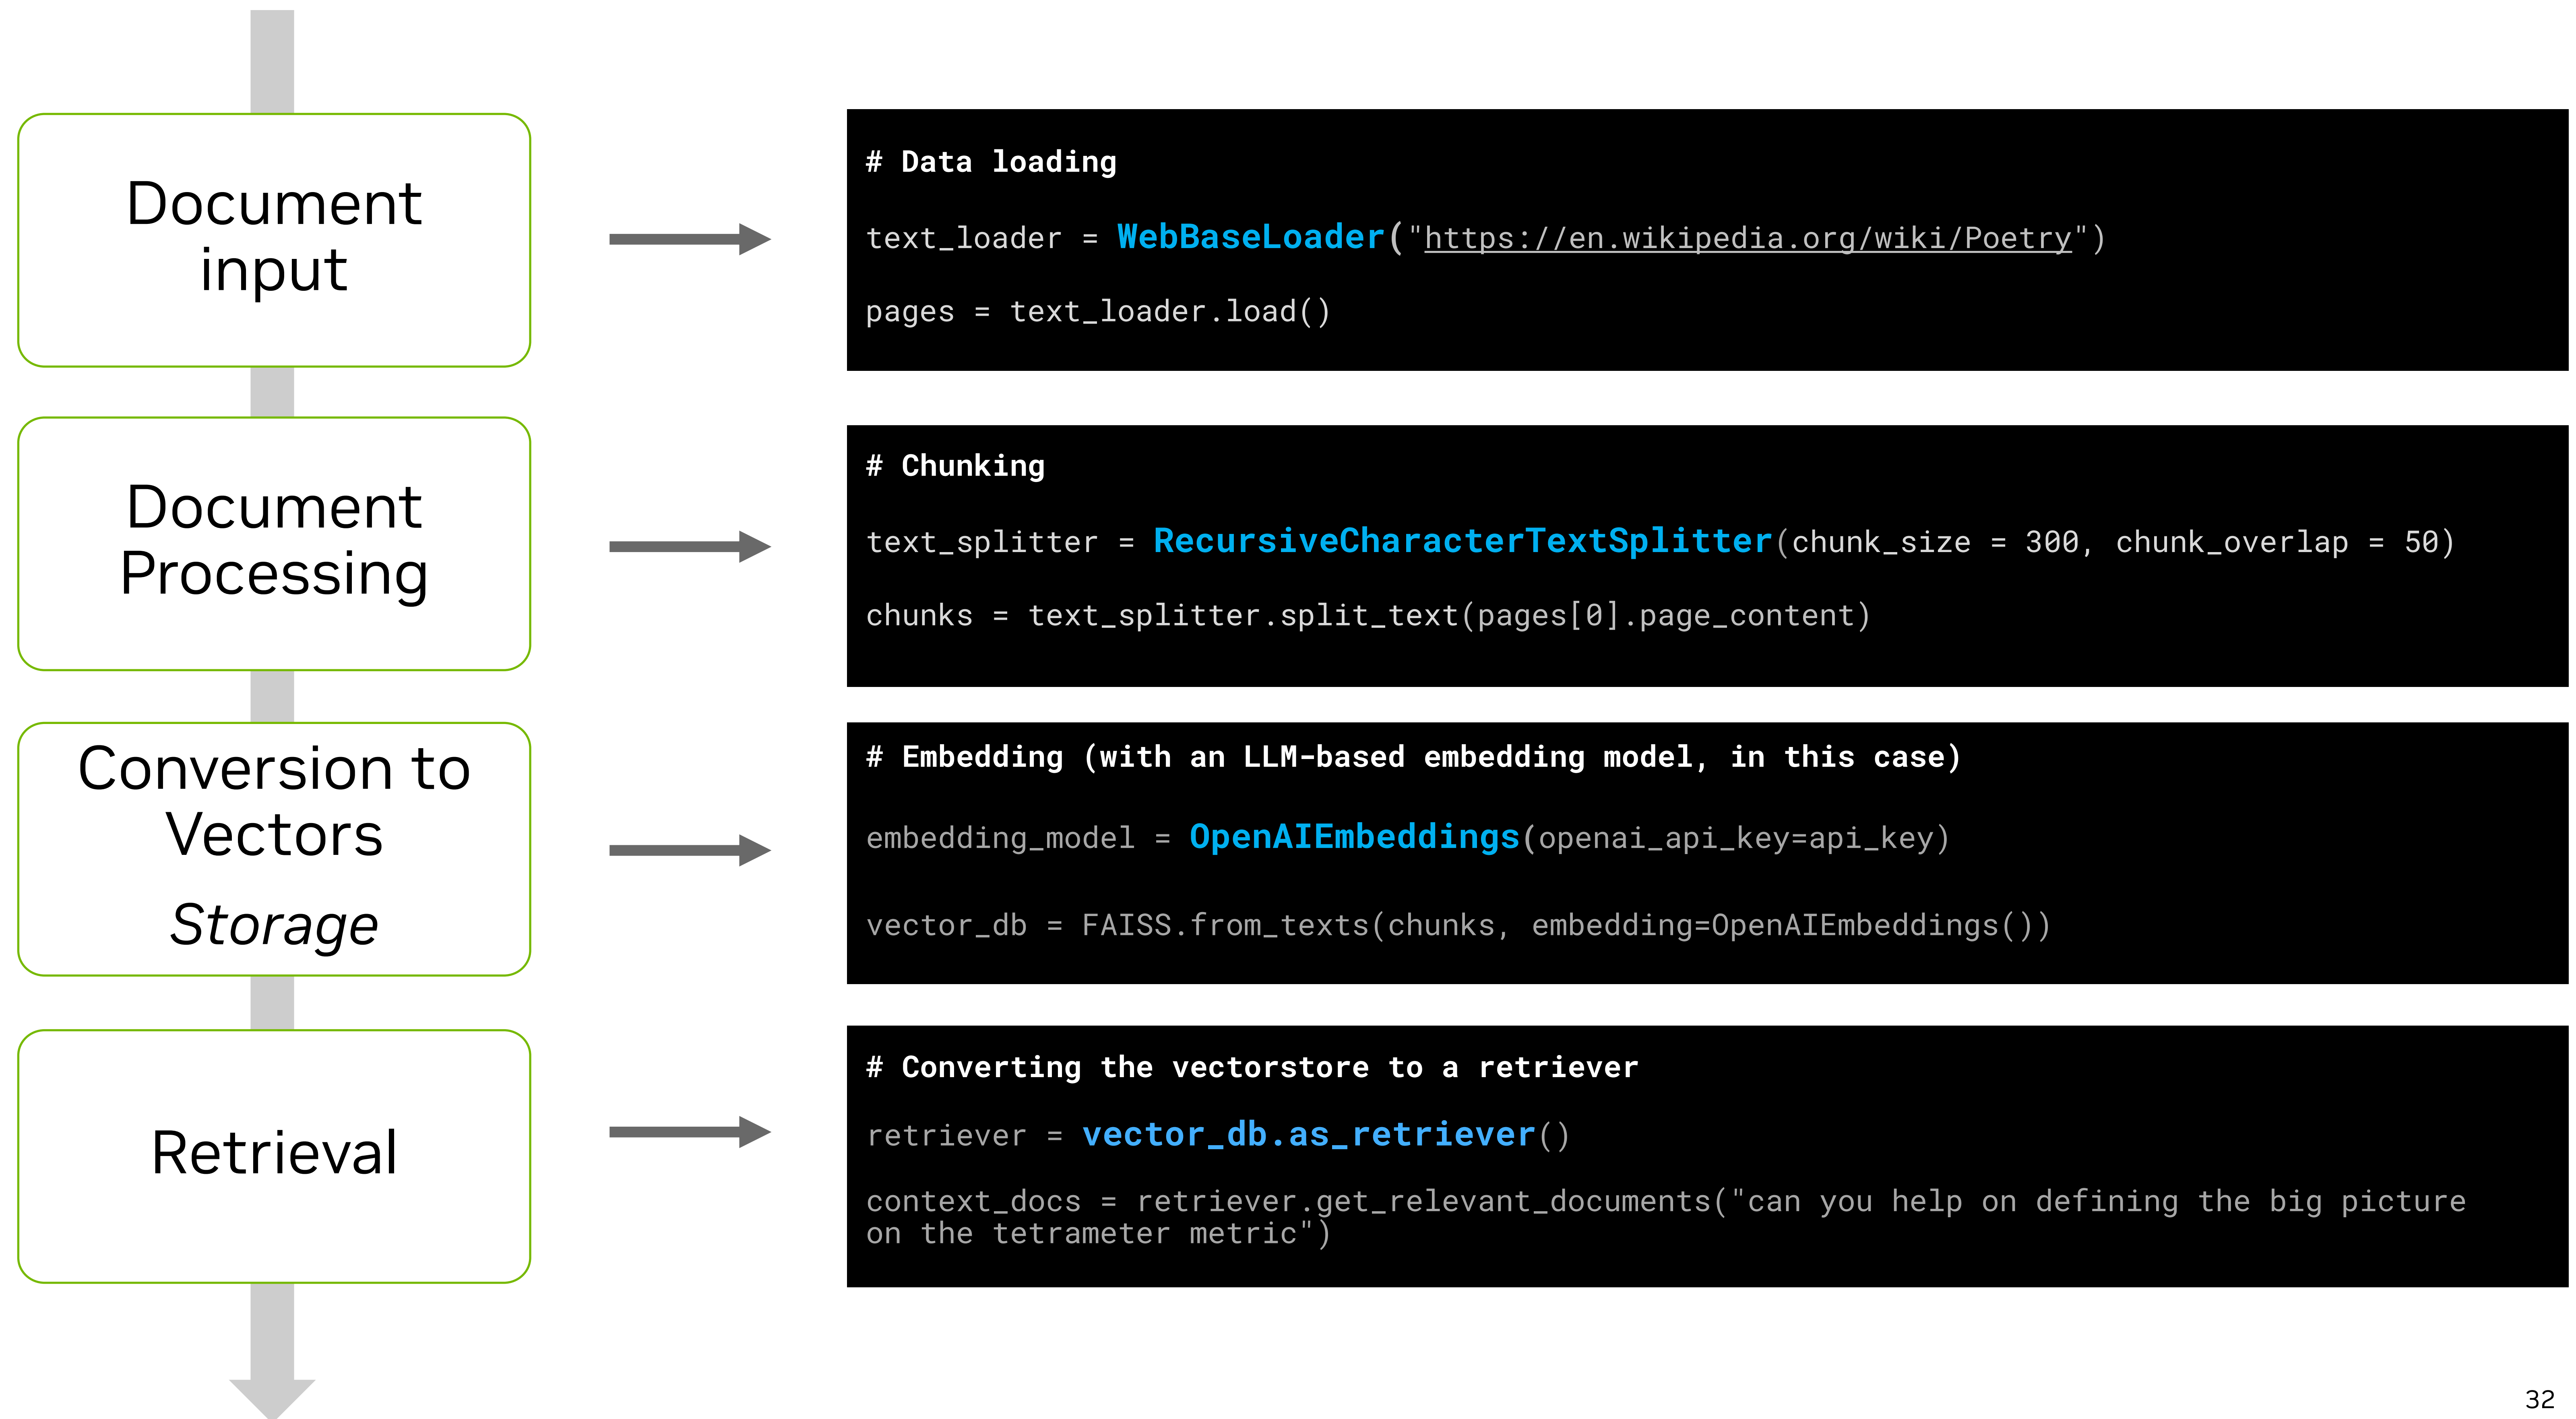 Document
input
# Data loading
text_loader = WebBaseLoader("https://en.wikipedia.org/wiki/Poetry")
pages = text_loader.load()
Document
Processing
# Chunking
text_splitter = RecursiveCharacterTextSplitter(chunk_size = 300, chunk_overlap = 50)
chunks = text_splitter.split_text(pages[0].page_content)
Conversion to
Vectors
Storage
# Embedding (with an LLM-based embedding model, in this case)
embedding_model = OpenAIEmbeddings(openai_api_key=api_key)
vector_db = FAISS.from_texts(chunks, embedding=OpenAIEmbeddings())
Retrieval
# Converting the vectorstore to a retriever
retriever = vector_db.as_retriever()
context_docs = retriever.get_relevant_documents("can you help on defining the big picture
on the tetrameter metric")
32